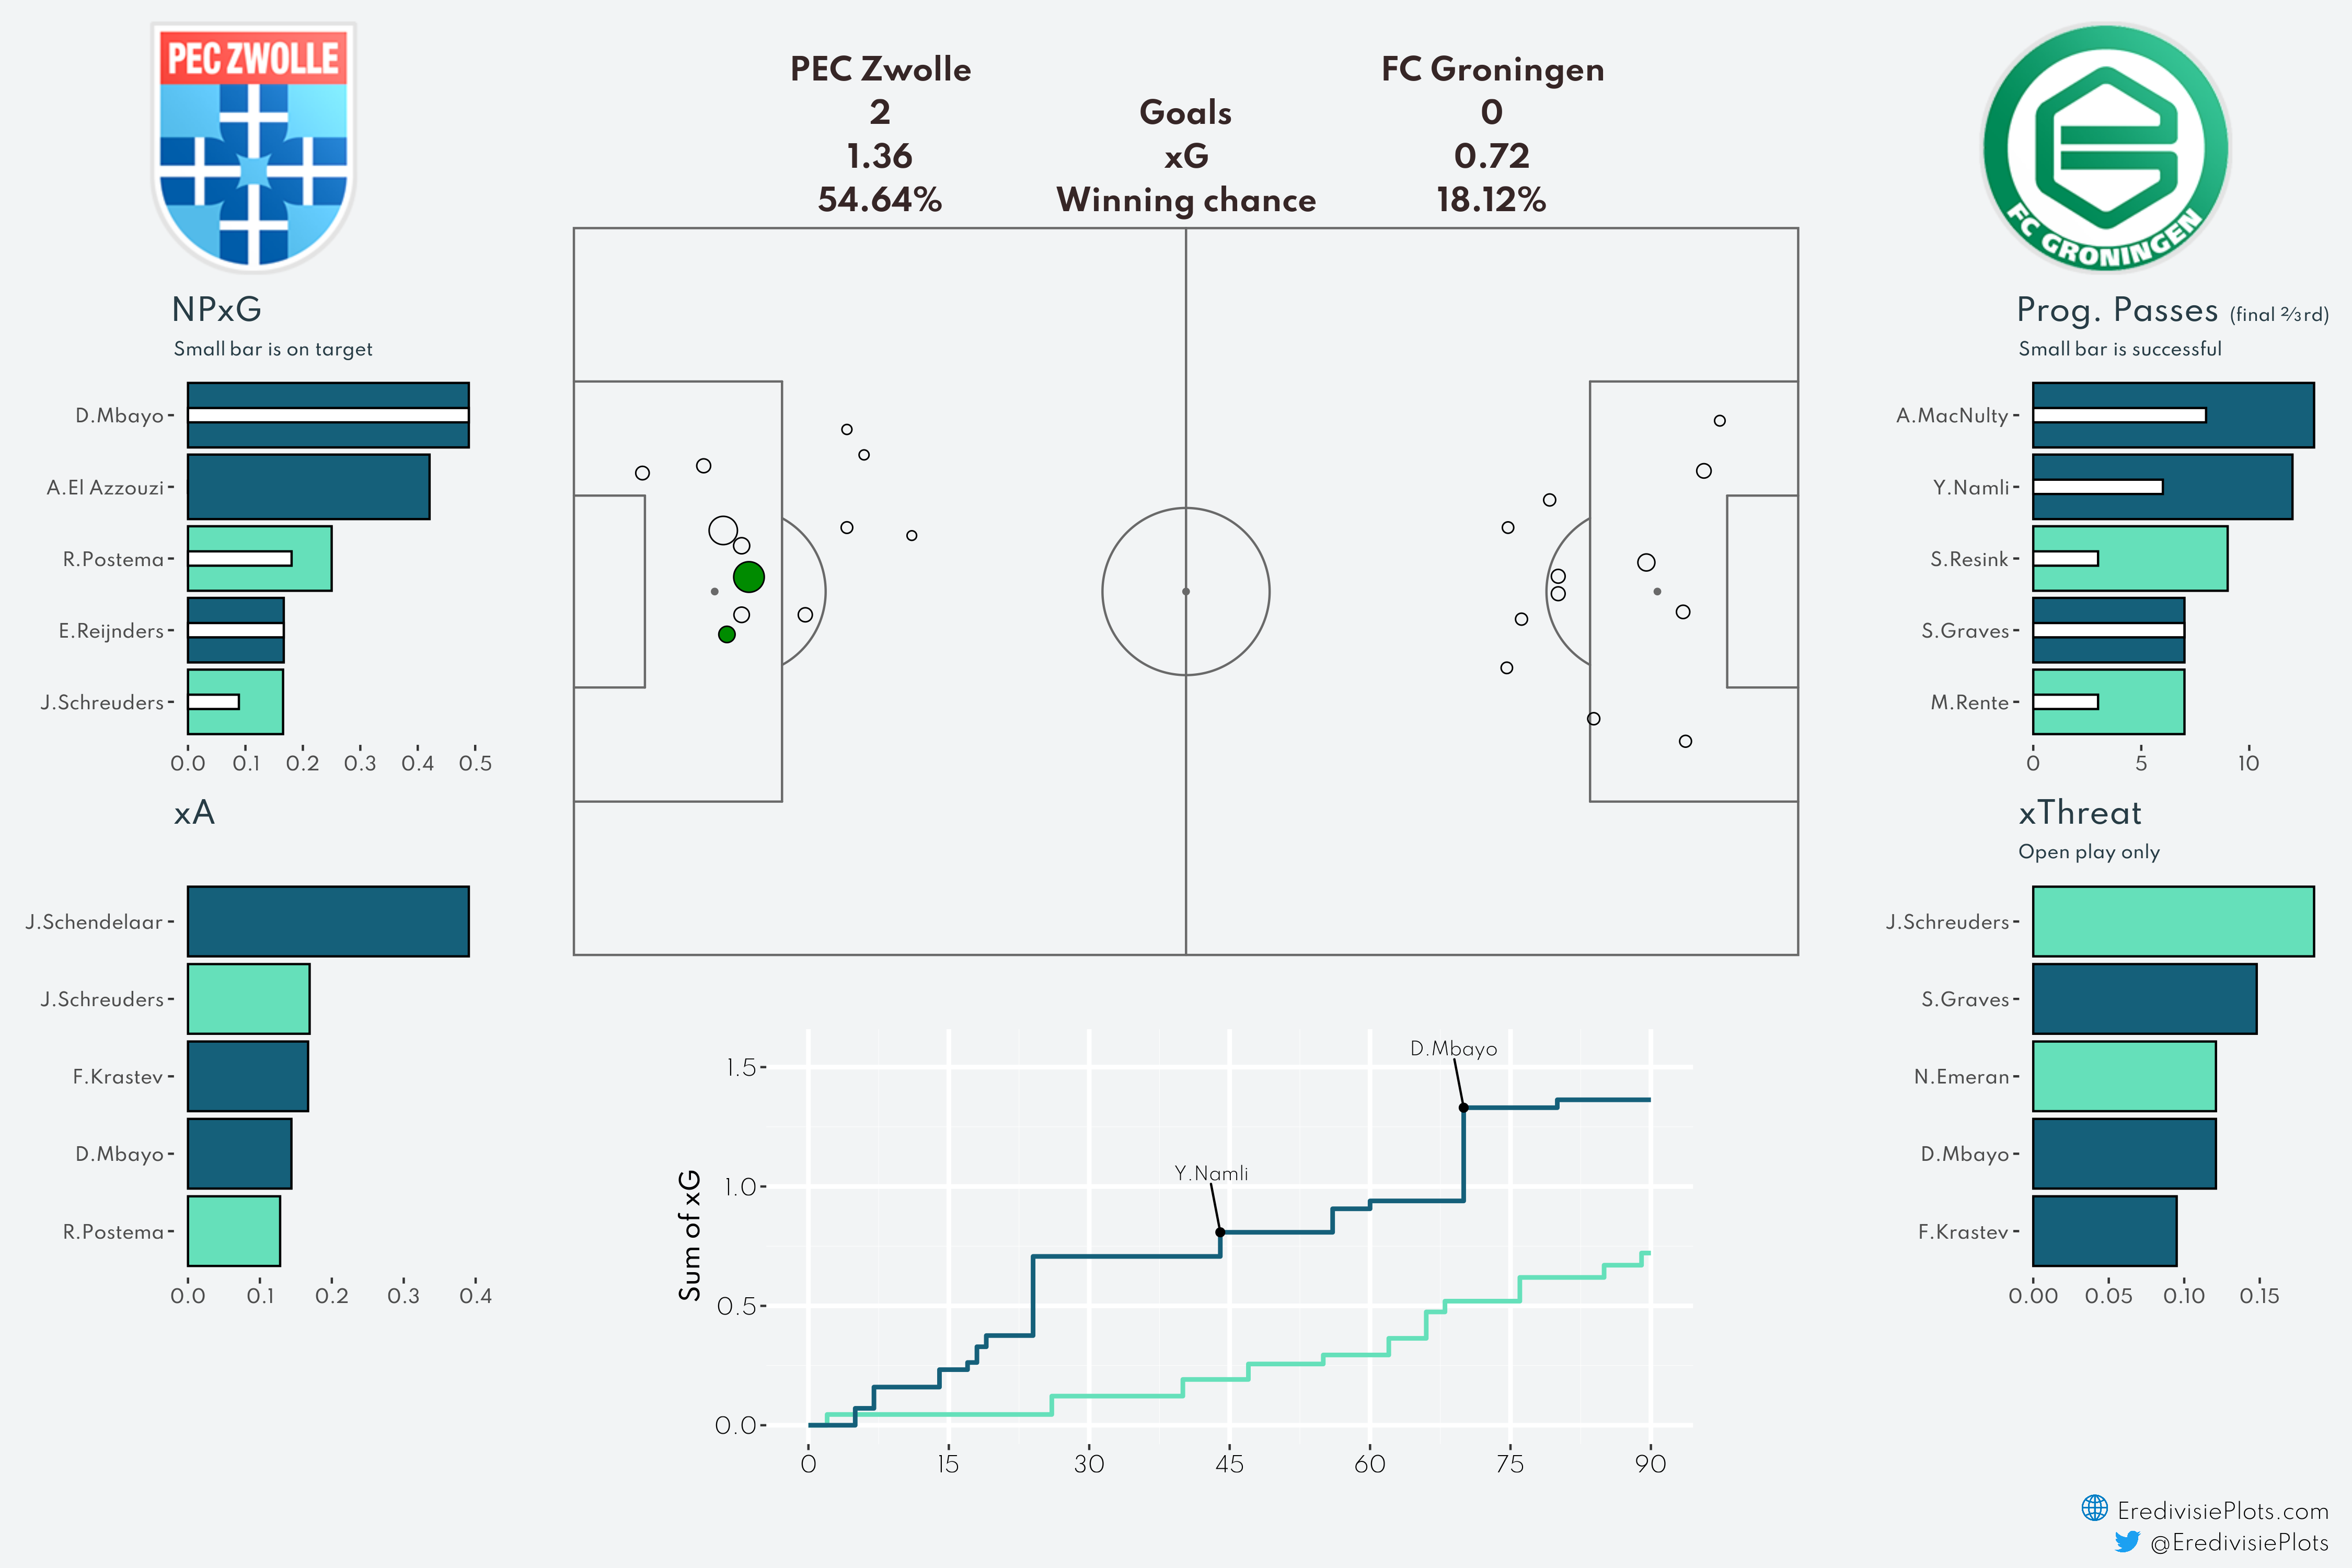 PEC ZWOLLE
PEC Zwolle FC Groningen
2 Goals 0
1.36 xG 0.72
54.64% Winning chance 18.12%
FC GRONINGEN
NPxG
Small bar is on target
D.Mbayo
A.El Azzouzi
R.Postema
E.Reijnders
J.Schreuders
0.0 0.1 0.2 0.3 0.4 0.5
xA
J.Schendelaar
J.Schreuders
F.Krastev
D.Mbayo
R.Postema
0.0 0.1 0.2 0.3 0.4
Sum of xG
1.5
1.0
0.5
0.0
Y.Namli
D.Mbayo
0 15 30 45 60 75 90
Prog. Passes (final ⅔rd)
Small bar is successful
A.MacNulty
Y.Namli
S.Resink
S.Graves
M.Rente
0 5 10
xThreat
Open play only
J.Schreuders
S.Graves
N.Emeran
D.Mbayo
F.Krastev
0.00 0.05 0.10 0.15
EredivisiePlots.com
@EredivisiePlots